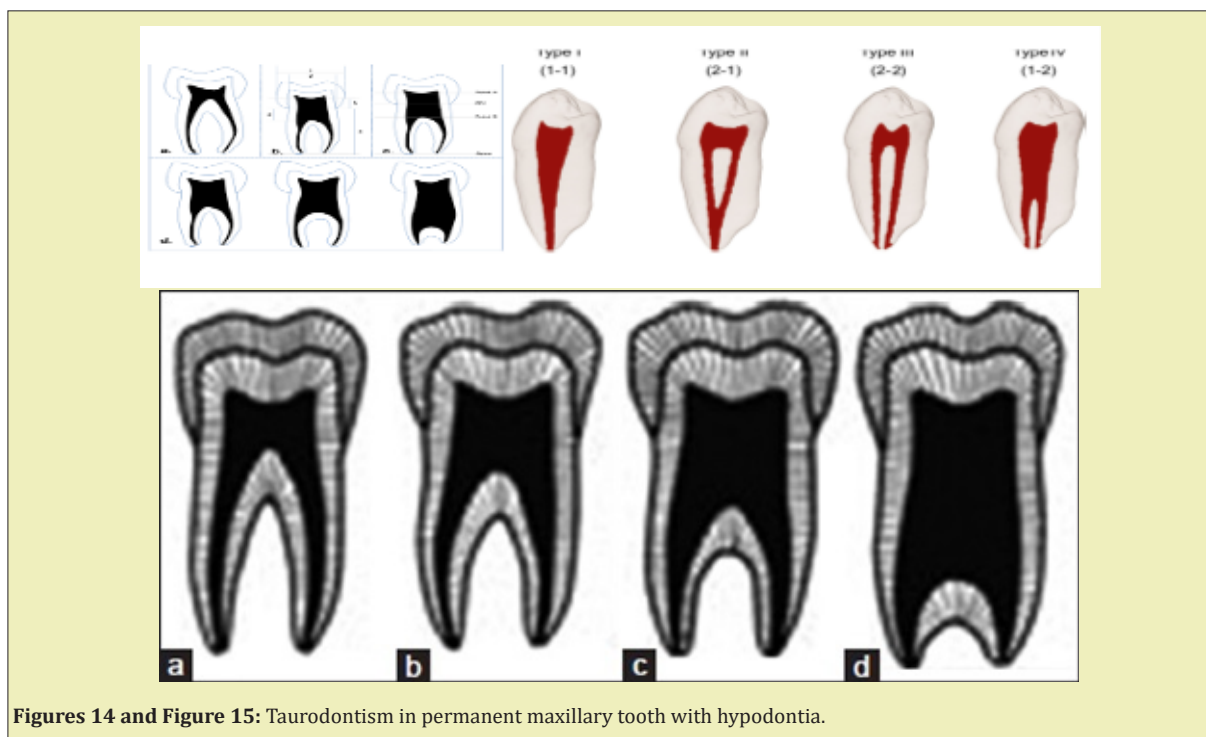 Type I Type II Type III Type IV
(1-1) (2-1) (2-2) (1-2)
a. b. c.
d.
a b c d
Figures 14 and Figure 15: Taurodontism in permanent maxillary tooth with hypodontia.